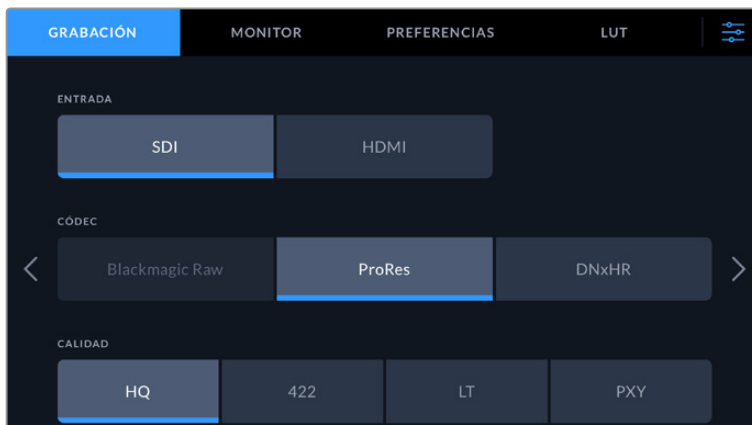 GRABACIÓN MONITOR PREFERENCIAS LUT
ENTRADA
SDI HDMI
CÓDEC
Blackmagic Raw ProRes DNxHR
CALIDAD
HQ 422 LT PXY